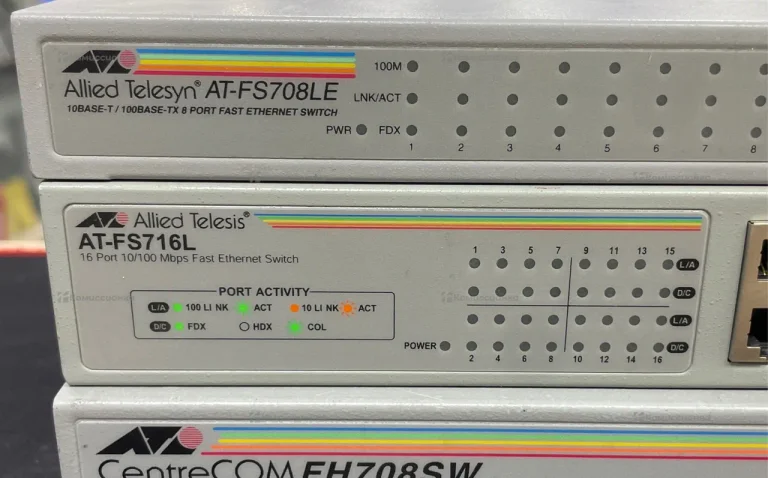 Allied Telesyn® AT-FS708LE
10BASE-T / 100BASE-TX 8 PORT FAST ETHERNET SWITCH
100M
LNK/ACT
PWR FDX
1 2 3 4 5 6 7 8
Allied Telesis®
AT-FS716L
16 Port 10/100 Mbps Fast Ethernet Switch
PORT ACTIVITY
L/A 100 LINK ACT 10 LINK ACT
D/C FDX HDX COL
1 3 5 7 9 11 13 15
L/A
D/C
L/A
POWER D/C
2 4 6 8 10 12 14 16
CentreCOM FH708SW